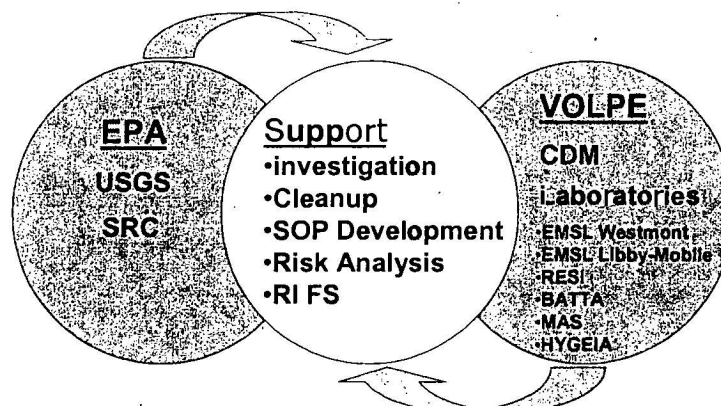 EPA
USGS
SRC
Support
•investigation
•Cleanup
•SOP Development
•Risk Analysis
•RI FS
VOLPE
CDM
Laboratories
•EMSL Westmont
•EMSL Libby-Mobile
•RESI
•BATTA
•MAS
•HYGEIA